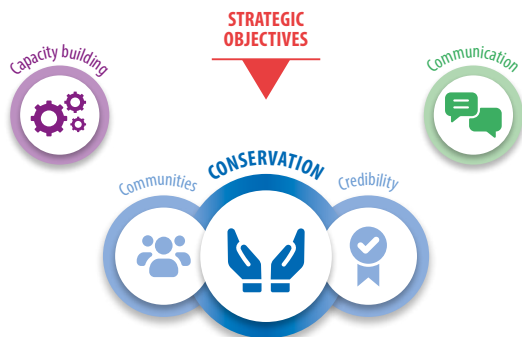 STRATEGIC
OBJECTIVES
Capacity building
Communication
Communities
CONSERVATION
Credibility